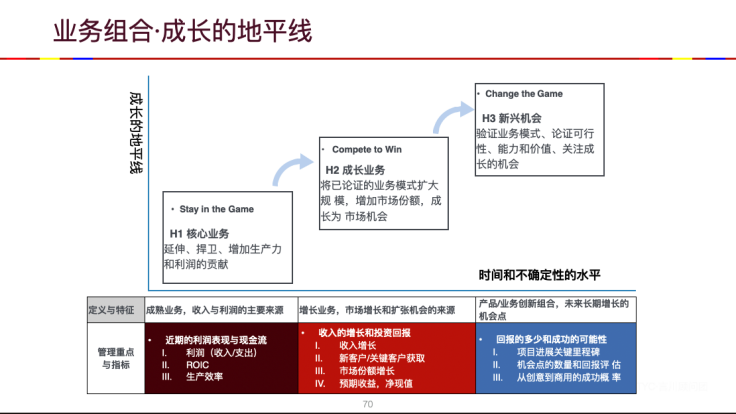 业务组合·成长的地平线
成长的地平线
• Change the Game
H3 新兴机会
验证业务模式、论证可行
性、能力和价值、关注成
长的机会
• Compete to Win
H2 成长业务
将已论证的业务模式扩大
规 模，增加市场份额，成
长为 市场机会
• Stay in the Game
H1 核心业务
延伸、捍卫、增加生产力
和利润的贡献
时间和不确定性的水平
定义与特征
成熟业务，收入与利润的主要来源
增长业务，市场增长和扩张机会的来源
产品/业务创新组合，未来长期增长的
机会点
管理重点
与指标
• 近期的利润表现与现金流
I. 利润（收入/支出）
II. ROIC
III. 生产效率
• 收入的增长和投资回报
I. 收入增长
II. 新客户/关键客户获取
III. 市场份额增长
IV. 预期收益，净现值
• 回报的多少和成功的可能性
I. 项目进展关键里程碑
II. 机会点的数量和回报评 估
III. 从创意到商用的成功概 率
70